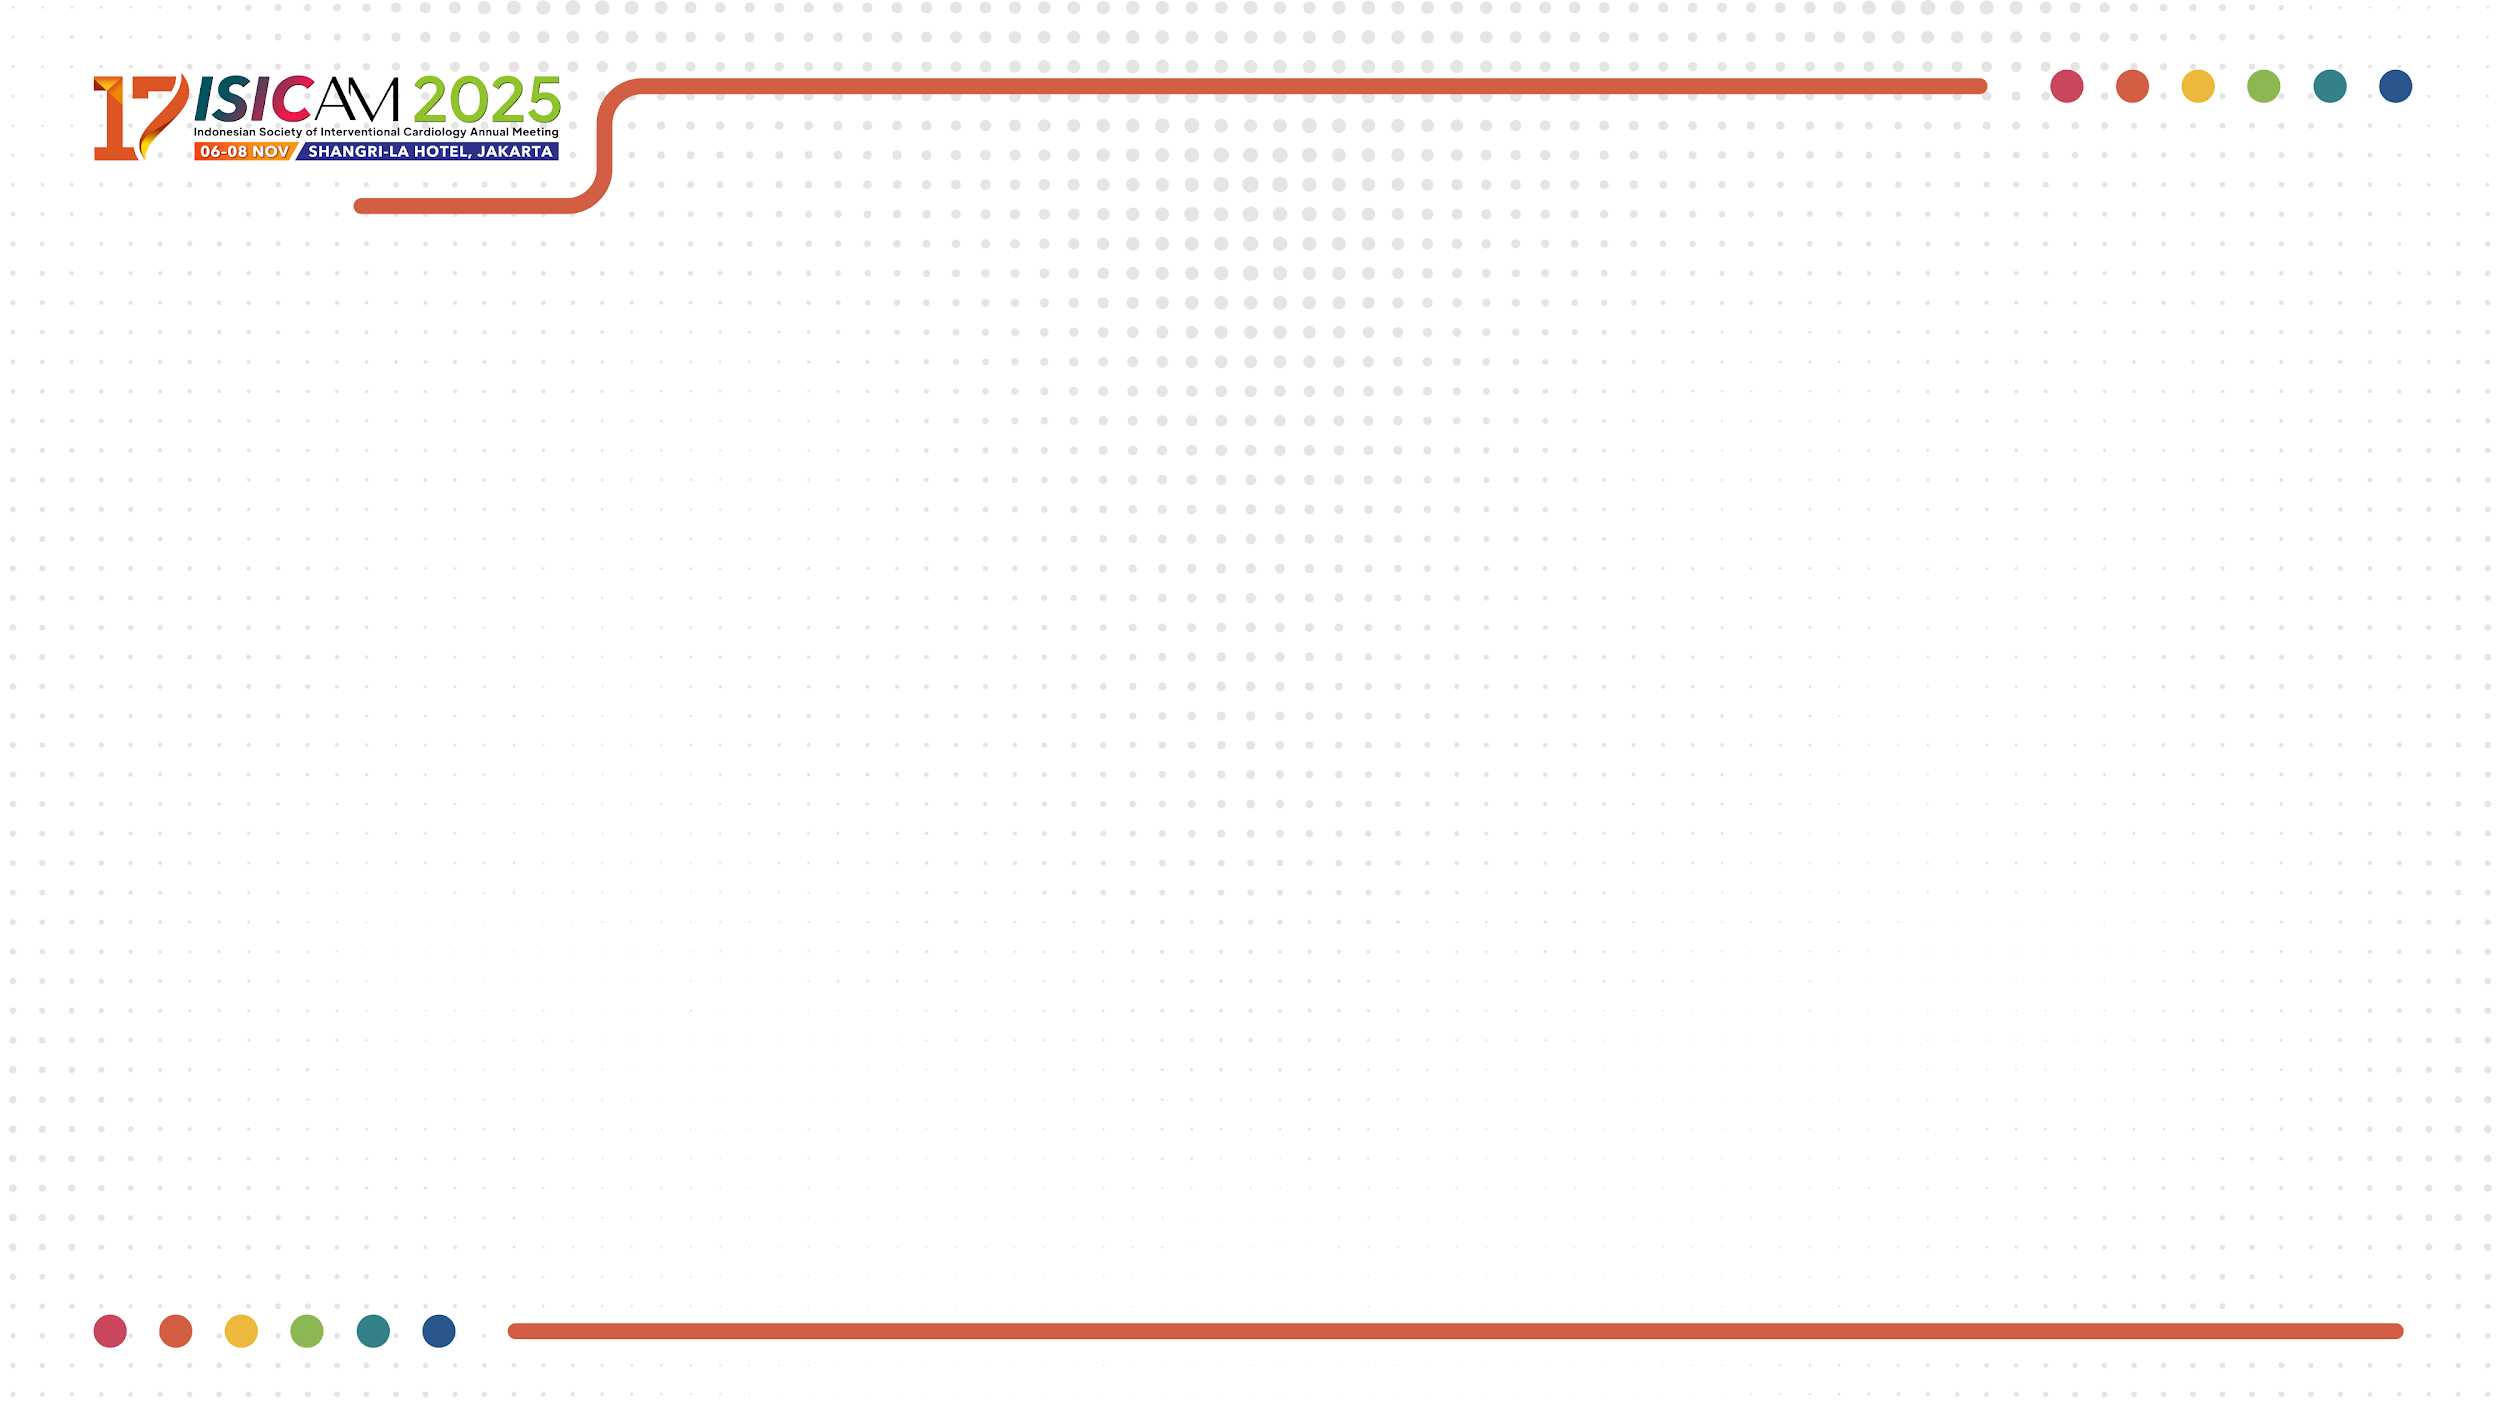 17 ISICAM 2025
Indonesian Society of Interventional Cardiology Annual Meeting
06-08 NOV SHANGRI-LA HOTEL, JAKARTA